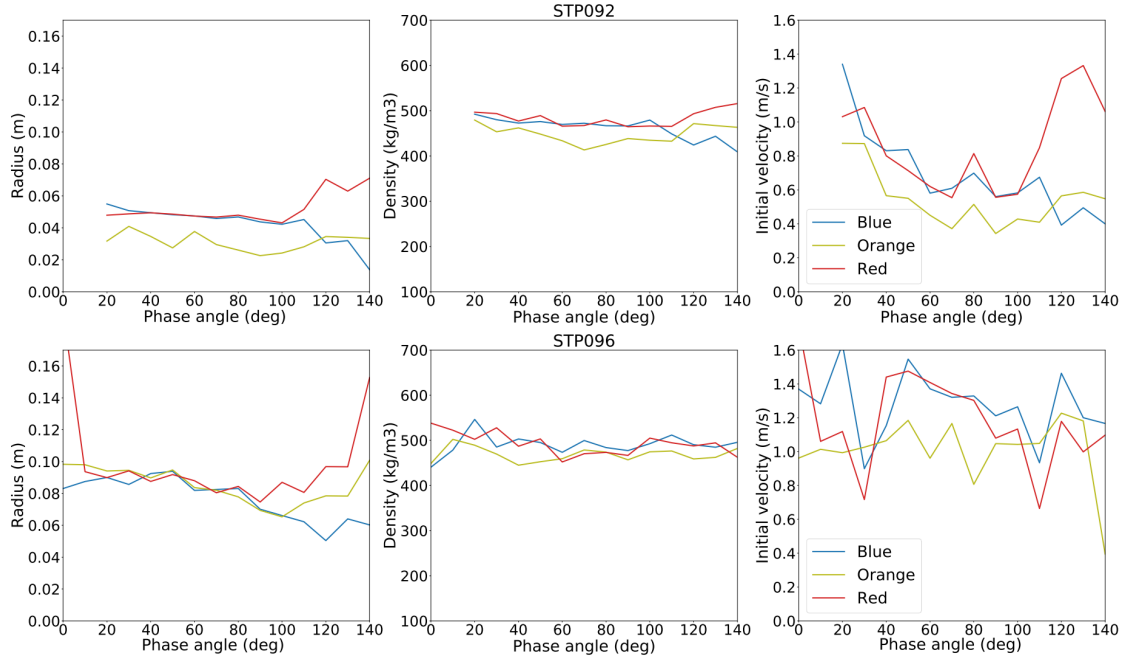 STP092
Radius (m)
0.16
0.14
0.12
0.10
0.08
0.06
0.04
0.02
0.00
0 20 40 60 80 100 120 140
Phase angle (deg)
Density (kg/m3)
700
600
500
400
300
200
100
0 20 40 60 80 100 120 140
Phase angle (deg)
Initial velocity (m/s)
1.6
1.4
1.2
1.0
0.8
0.6
0.4
0.2
0.0
Blue
Orange
Red
0 20 40 60 80 100 120 140
Phase angle (deg)
STP096
Radius (m)
0.16
0.14
0.12
0.10
0.08
0.06
0.04
0.02
0.00
0 20 40 60 80 100 120 140
Phase angle (deg)
Density (kg/m3)
700
600
500
400
300
200
100
0 20 40 60 80 100 120 140
Phase angle (deg)
Initial velocity (m/s)
1.6
1.4
1.2
1.0
0.8
0.6
0.4
0.2
0.0
Blue
Orange
Red
0 20 40 60 80 100 120 140
Phase angle (deg)